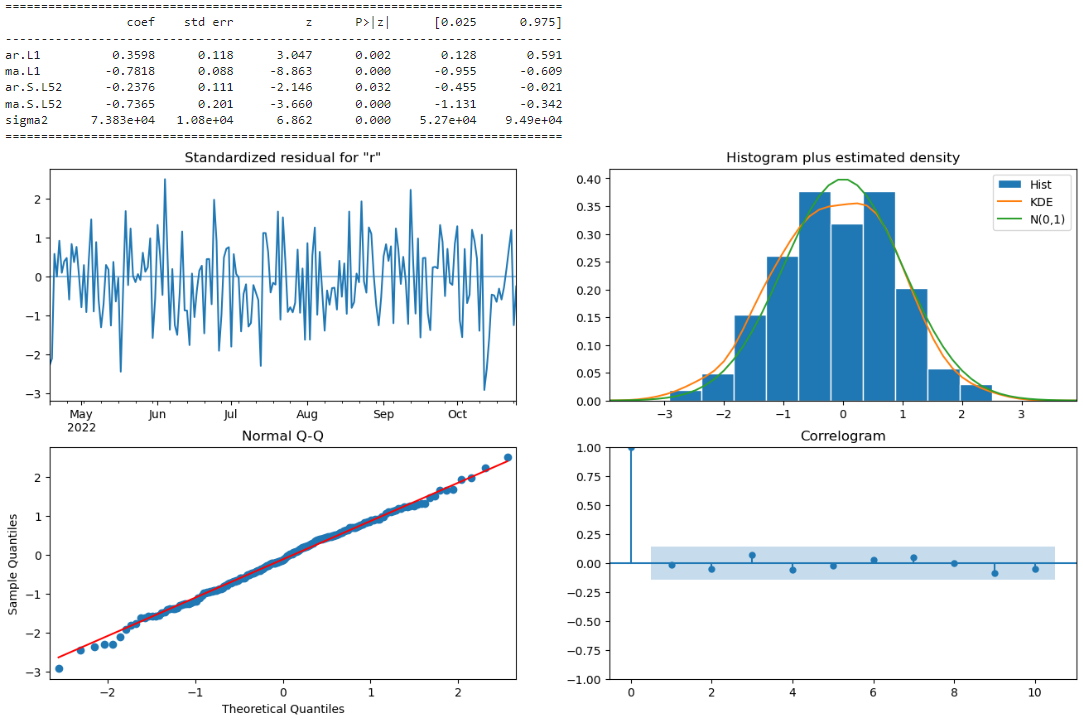 coef std err z P>|z| [0.025 0.975]
ar.L1 0.3598 0.118 3.047 0.002 0.128 0.591
ma.L1 -0.7818 0.088 -8.863 0.000 -0.955 -0.609
ar.S.L52 -0.2376 0.111 -2.146 0.032 -0.455 -0.021
ma.S.L52 -0.7365 0.201 -3.660 0.000 -1.131 -0.342
sigma2 7.383e+04 1.08e+04 6.862 0.000 5.27e+04 9.49e+04
Standardized residual for "r"
2
1
0
−1
−2
−3
May Jun Jul Aug Sep Oct
2022
Histogram plus estimated density
Hist
KDE
N(0,1)
0.40
0.35
0.30
0.25
0.20
0.15
0.10
0.05
0.00
−3 −2 −1 0 1 2 3
Normal Q-Q
Sample Quantiles
2
1
0
−1
−2
−3
−2 −1 0 1 2
Theoretical Quantiles
Correlogram
1.00
0.75
0.50
0.25
0.00
−0.25
−0.50
−0.75
−1.00
0 2 4 6 8 10